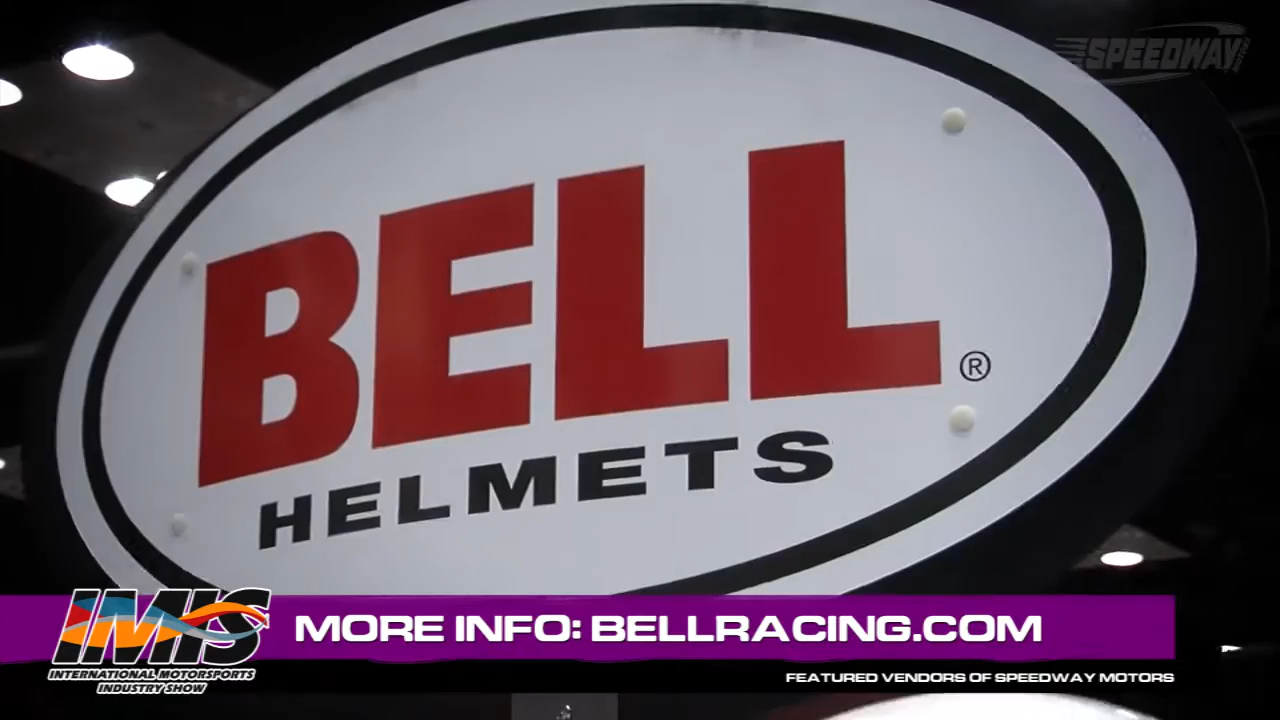 SPEEDWAY
BELL
®
HELMETS
IMIS
INTERNATIONAL MOTORSPORTS
INDUSTRY SHOW
MORE INFO: BELLRACING.COM
FEATURED VENDORS OF SPEEDWAY MOTORS